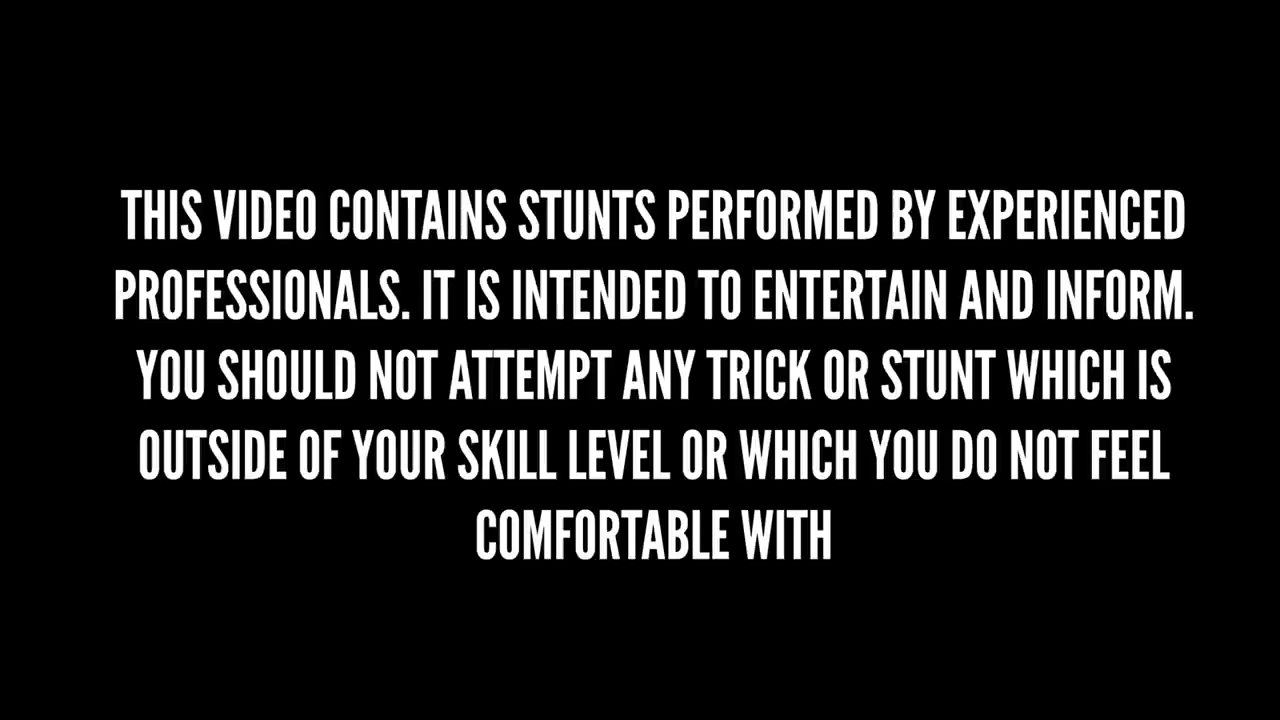 THIS VIDEO CONTAINS STUNTS PERFORMED BY EXPERIENCED
PROFESSIONALS. IT IS INTENDED TO ENTERTAIN AND INFORM.
YOU SHOULD NOT ATTEMPT ANY TRICK OR STUNT WHICH IS
OUTSIDE OF YOUR SKILL LEVEL OR WHICH YOU DO NOT FEEL
COMFORTABLE WITH